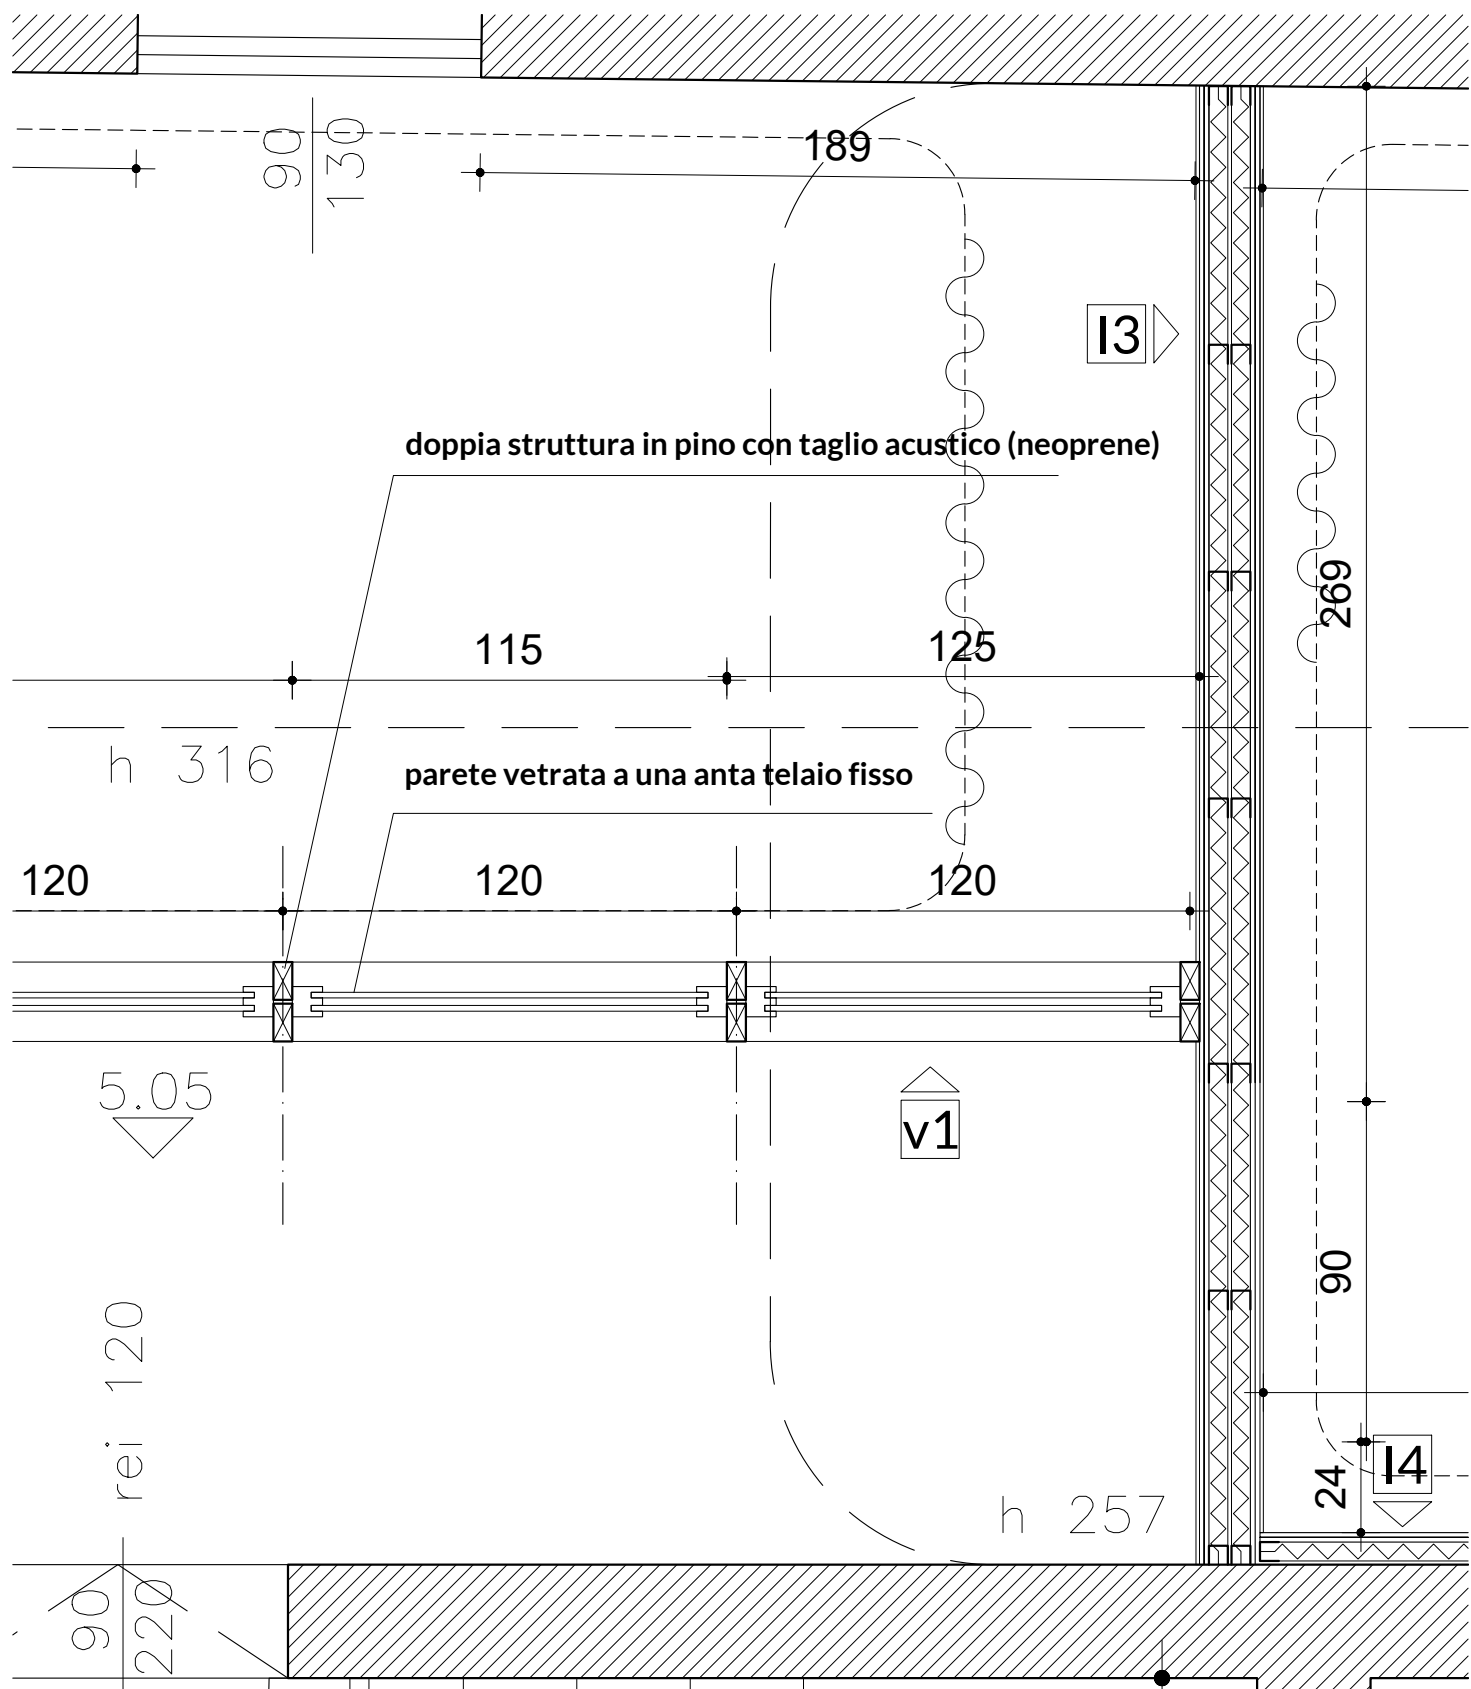 90
130
189
I3
doppia struttura in pino con taglio acustico (neoprene)
269
115
125
h 316
parete vetrata a una anta telaio fisso
120
120
120
5.05
v1
90
rei 120
24
I4
h 257
90
220